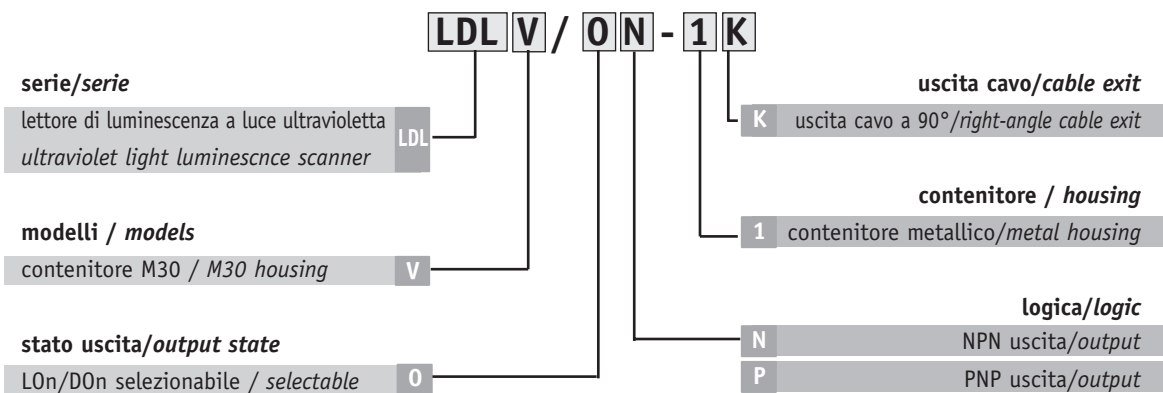 LDL V / 0 N - 1 K
serie/serie
lettore di luminescenza a luce ultravioletta
ultraviolet light luminescnce scanner
LDL
modelli / models
contenitore M30 / M30 housing
V
stato uscita/output state
LOn/DOn selezionabile / selectable
0
uscita cavo/cable exit
K
uscita cavo a 90°/right-angle cable exit
contenitore / housing
1
contenitore metallico/metal housing
logica/logic
N
NPN uscita/output
P
PNP uscita/output